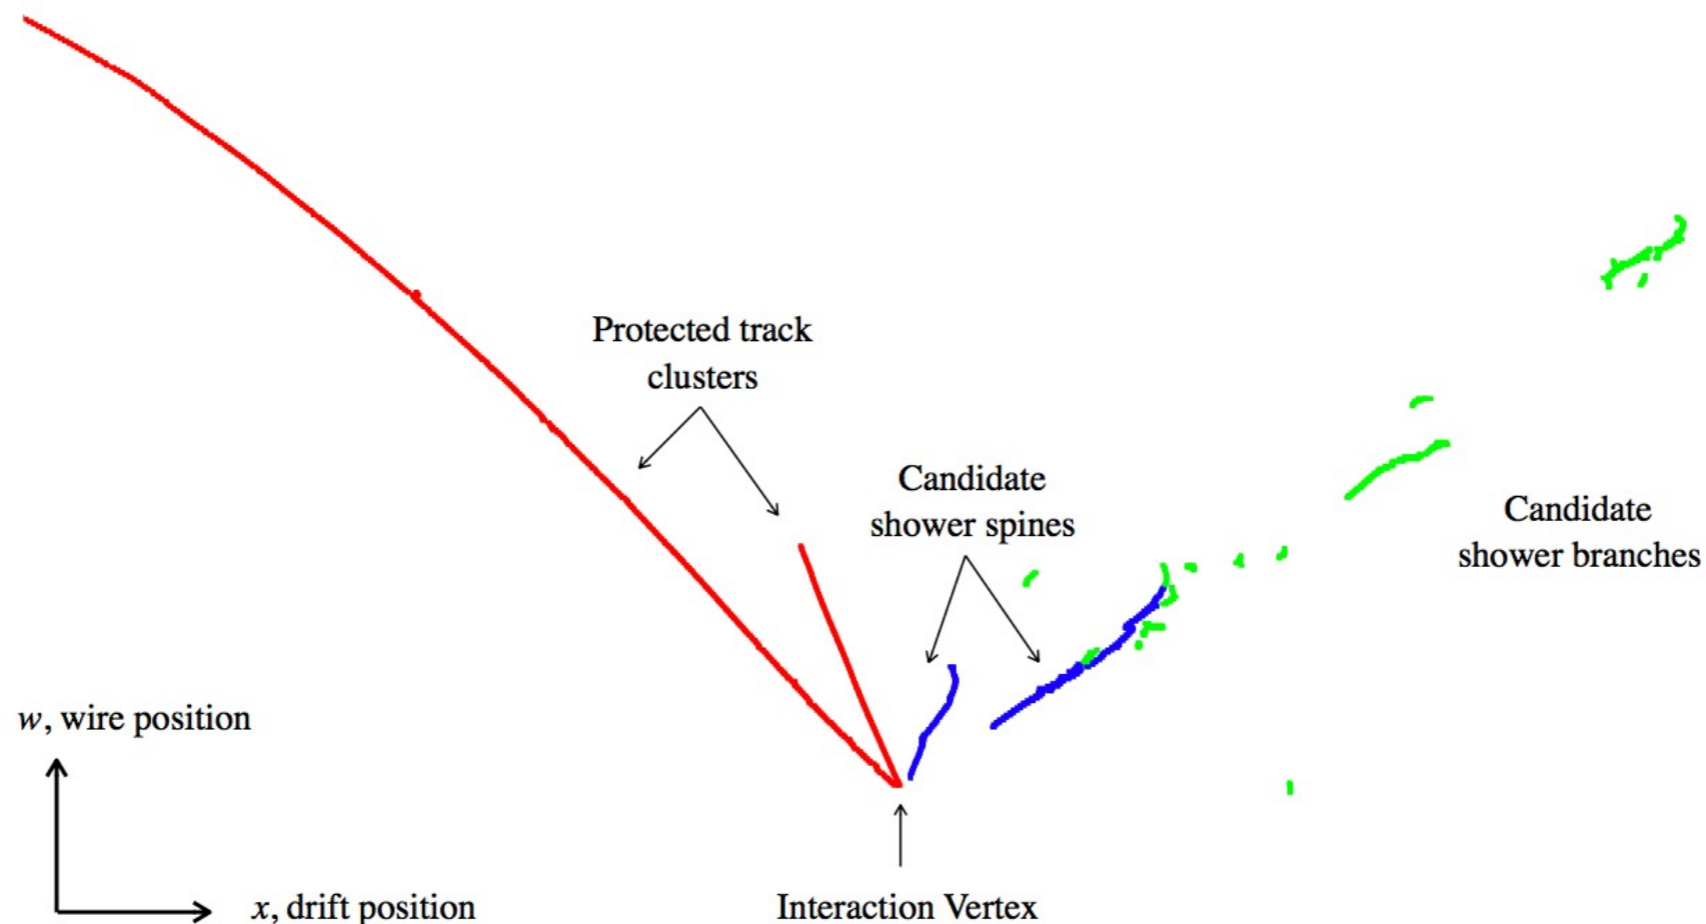 Protected track
clusters
Candidate
shower spines
Candidate
shower branches
w, wire position
x, drift position
Interaction Vertex